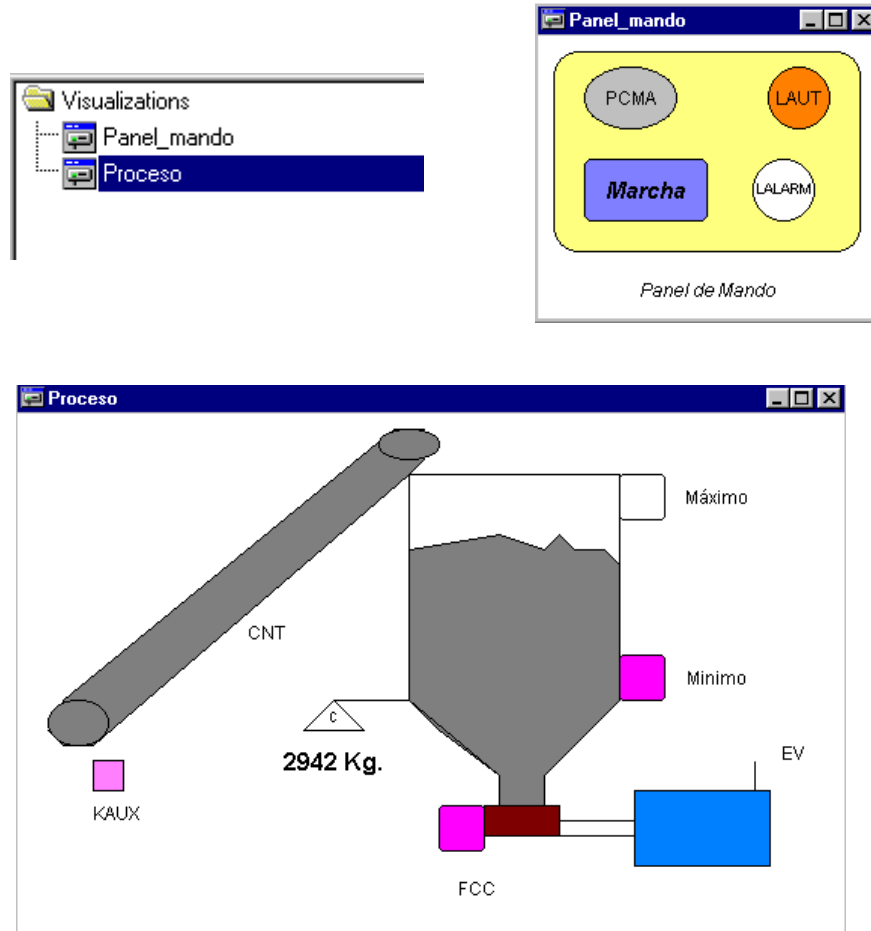 Panel_mando
Visualizations
PCMA
LAUT
Panel_mando
Proceso
Marcha
LALARM
Panel de Mando
Proceso
Máximo
CNT
Minimo
C
2942 Kg.
EV
KAUX
FCC